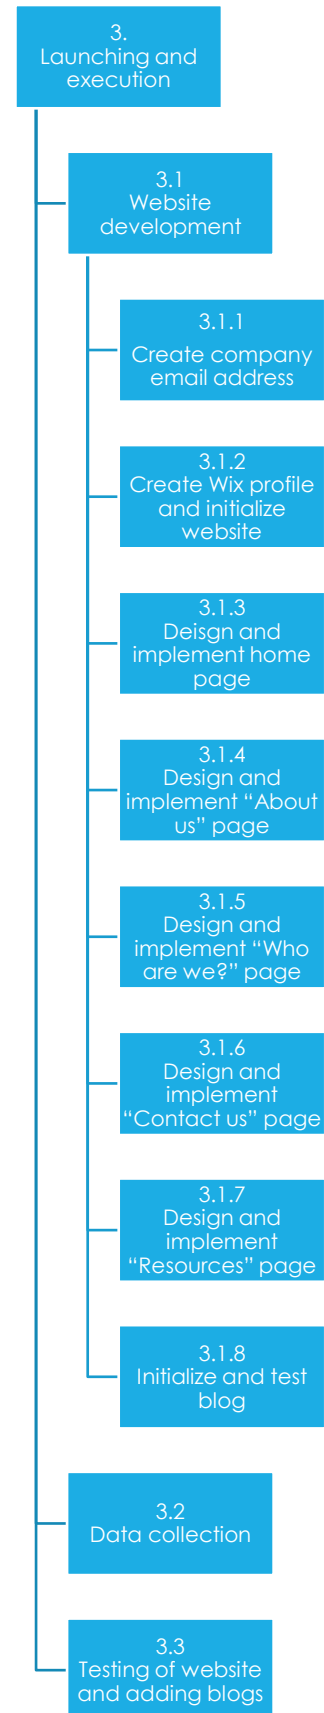 3.
Launching and
execution
3.1
Website
development
3.1.1
Create company
email address
3.1.2
Create Wix profile
and initialize
website
3.1.3
Deisgn and
implement home
page
3.1.4
Design and
implement “About
us” page
3.1.5
Design and
implement “Who
are we?” page
3.1.6
Design and
implement
“Contact us” page
3.1.7
Design and
implement
“Resources” page
3.1.8
Initialize and test
blog
3.2
Data collection
3.3
Testing of website
and adding blogs